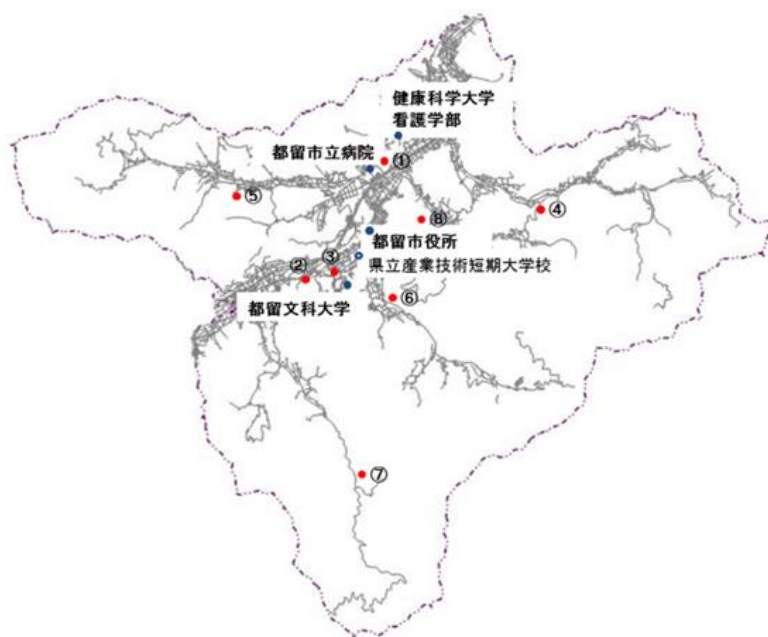 健康科学大学
看護学部
都留市立病院
①
⑤
④
⑧
都留市役所
県立産業技術短期大学校
③
②
⑥
都留文科大学
⑦